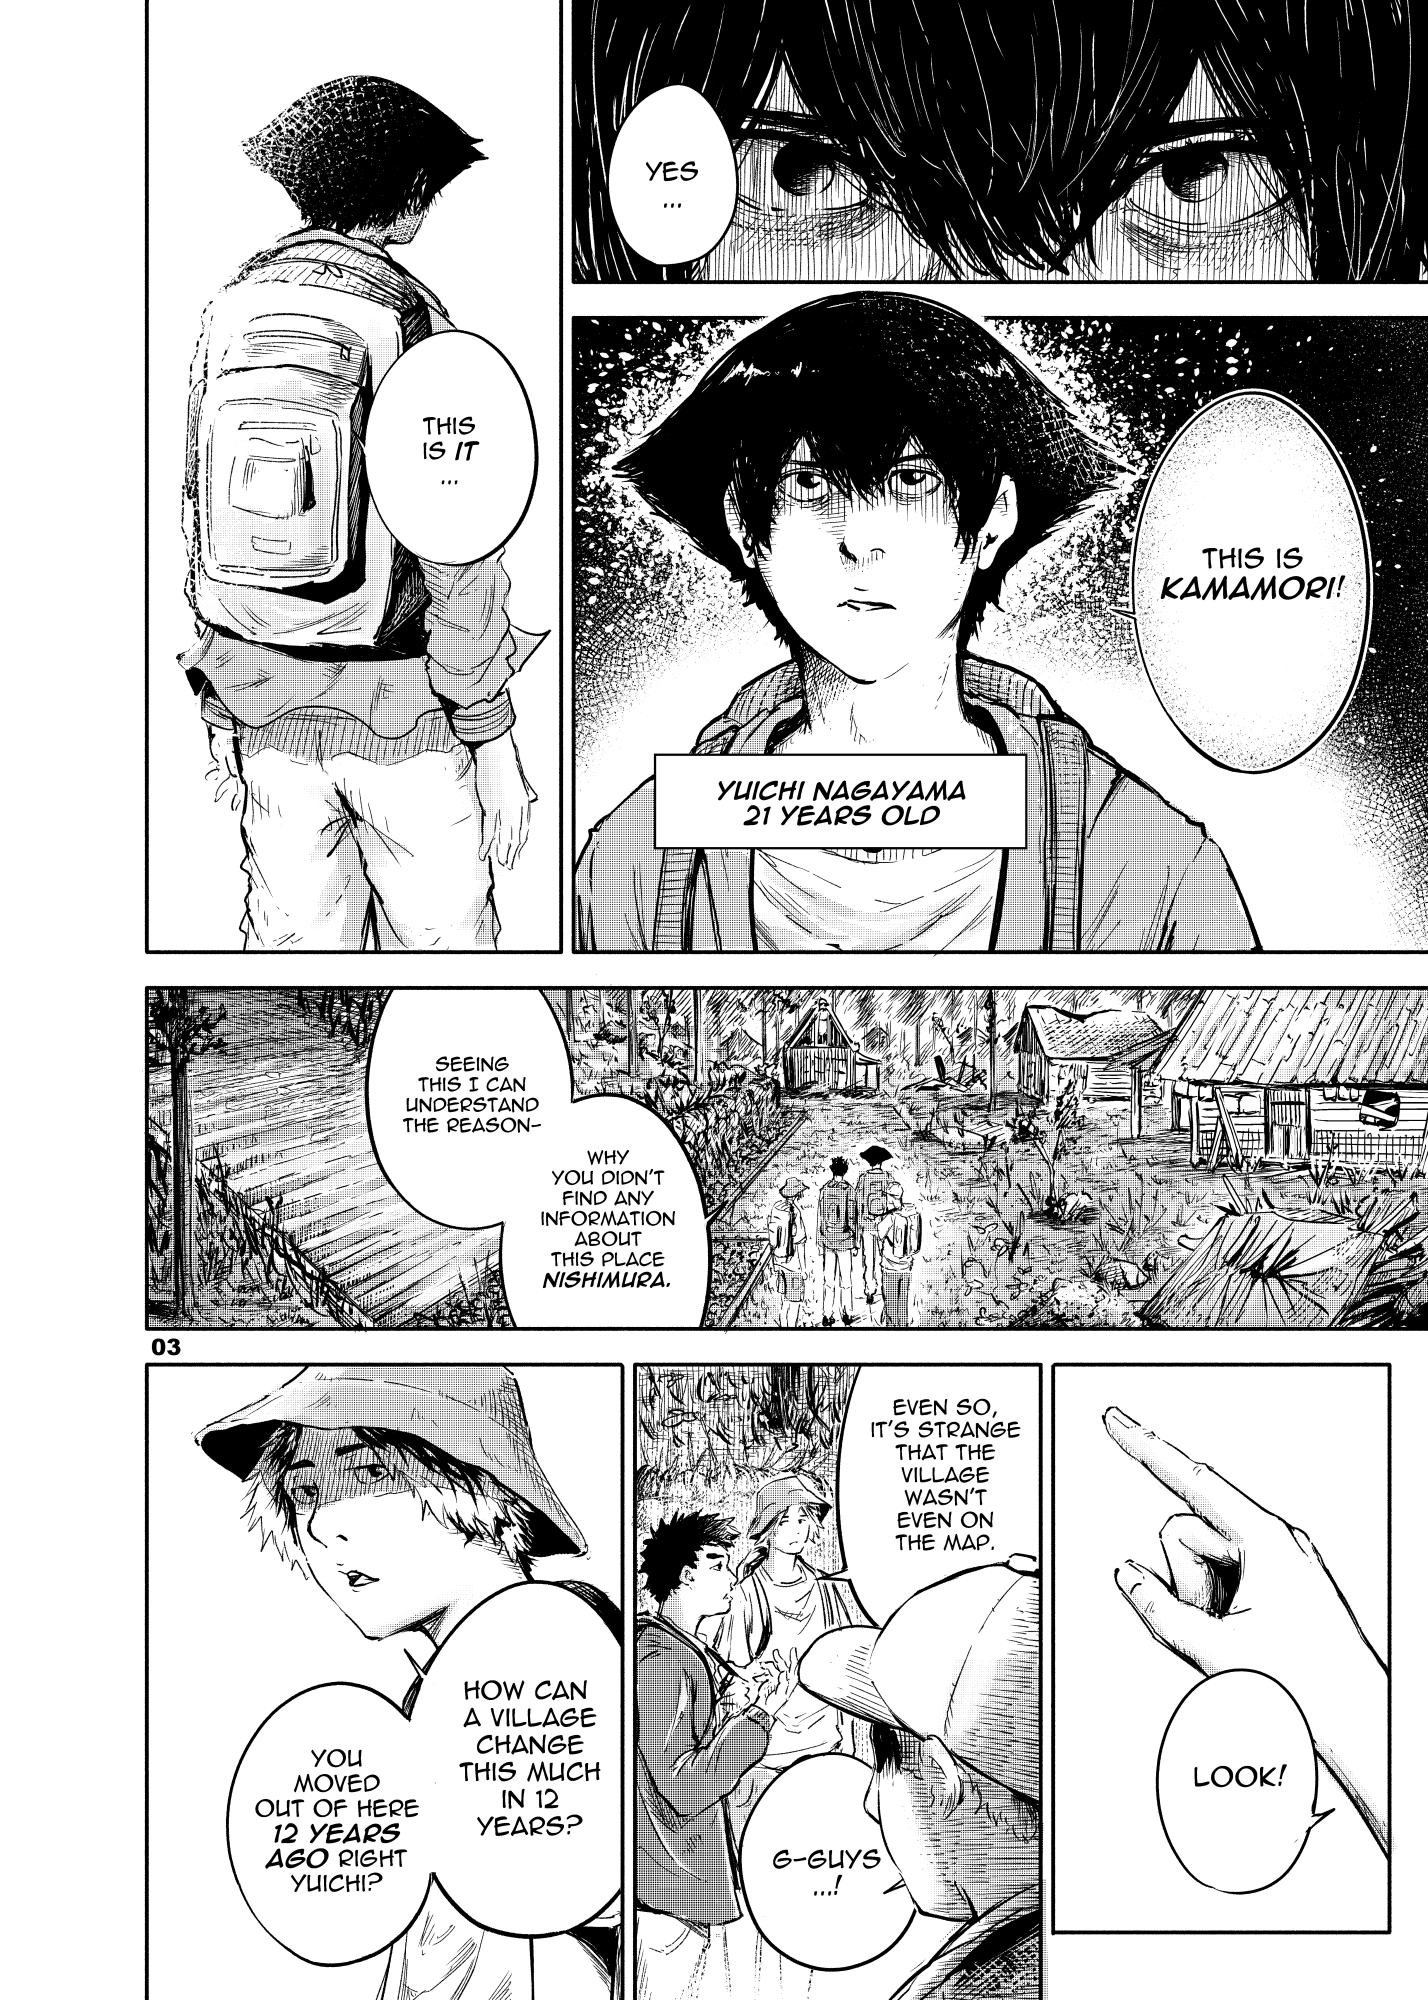 THIS
IS IT
...
YES
...
THIS IS
KAMAMORI!
YUICHI NAGAYAMA
21 YEARS OLD
SEEING
THIS I CAN
UNDERSTAND
THE REASON-
WHY
YOU DIDN'T
FIND ANY
INFORMATION
ABOUT
THIS PLACE
NISHIMURA.
03
YOU
MOVED
OUT OF HERE
12 YEARS
AGO RIGHT
YUICHI?
HOW CAN
A VILLAGE
CHANGE
THIS MUCH
IN 12
YEARS?
EVEN SO,
IT'S STRANGE
THAT THE
VILLAGE
WASN'T
EVEN ON
THE MAP.
G-GUYS
...!
LOOK!